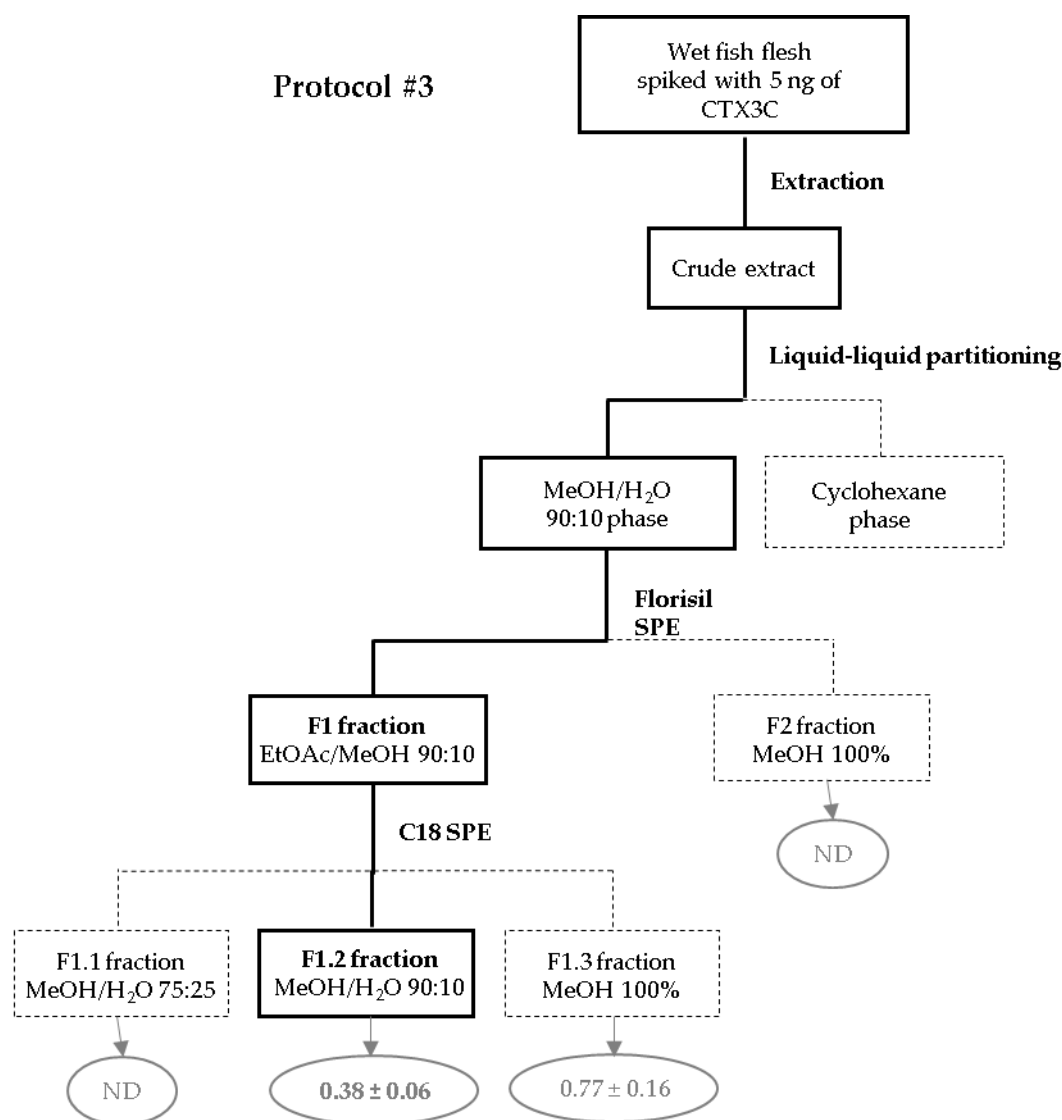 Protocol #3
Wet fish flesh
spiked with 5 ng of
CTX3C
Extraction
Crude extract
Liquid-liquid partitioning
MeOH/H₂O
90:10 phase
Cyclohexane
phase
Florisil
SPE
F1 fraction
EtOAc/MeOH 90:10
F2 fraction
MeOH 100%
C18 SPE
ND
F1.1 fraction
MeOH/H₂O 75:25
F1.2 fraction
MeOH/H₂O 90:10
F1.3 fraction
MeOH 100%
ND
0.38 ± 0.06
0.77 ± 0.16